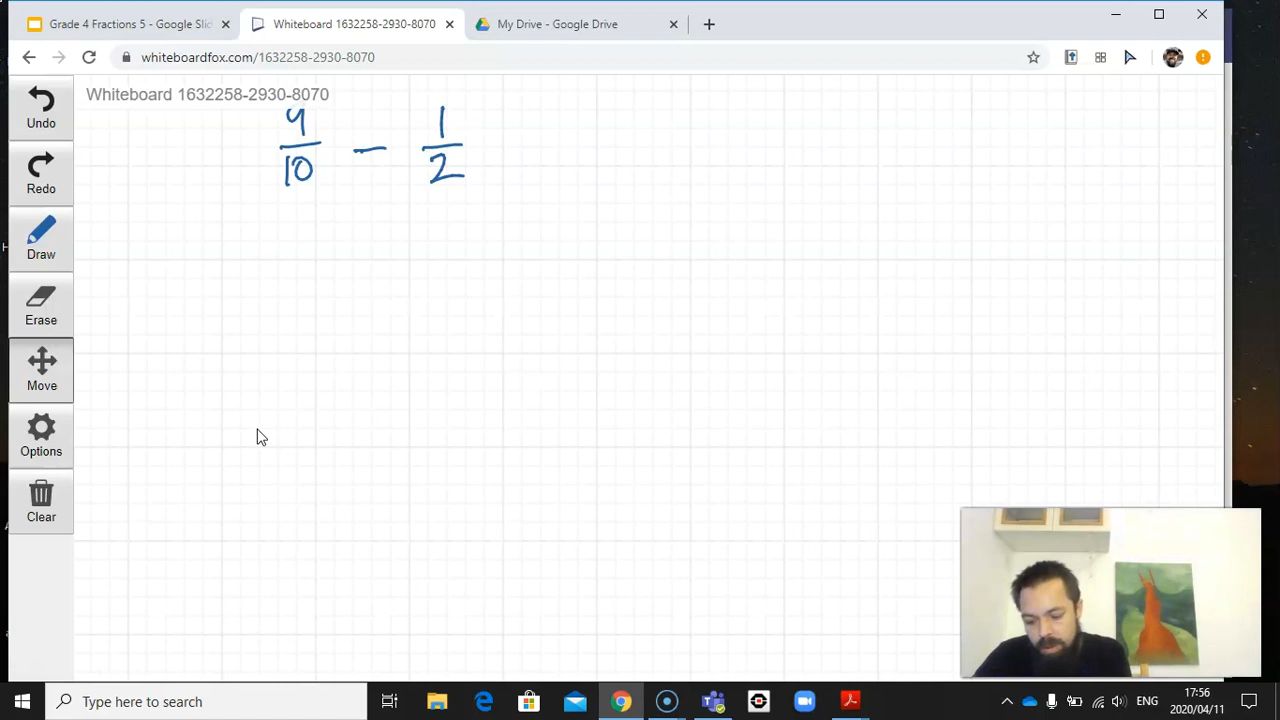 Grade 4 Fractions 5 - Google Slid
Whiteboard 1632258-2930-8070
My Drive - Google Drive
whiteboardfox.com/1632258-2930-8070
Whiteboard 1632258-2930-8070
9/10 - 1/2
Undo
Redo
Draw
Erase
Move
Options
Clear
Type here to search
ENG
17:56
2020/04/11